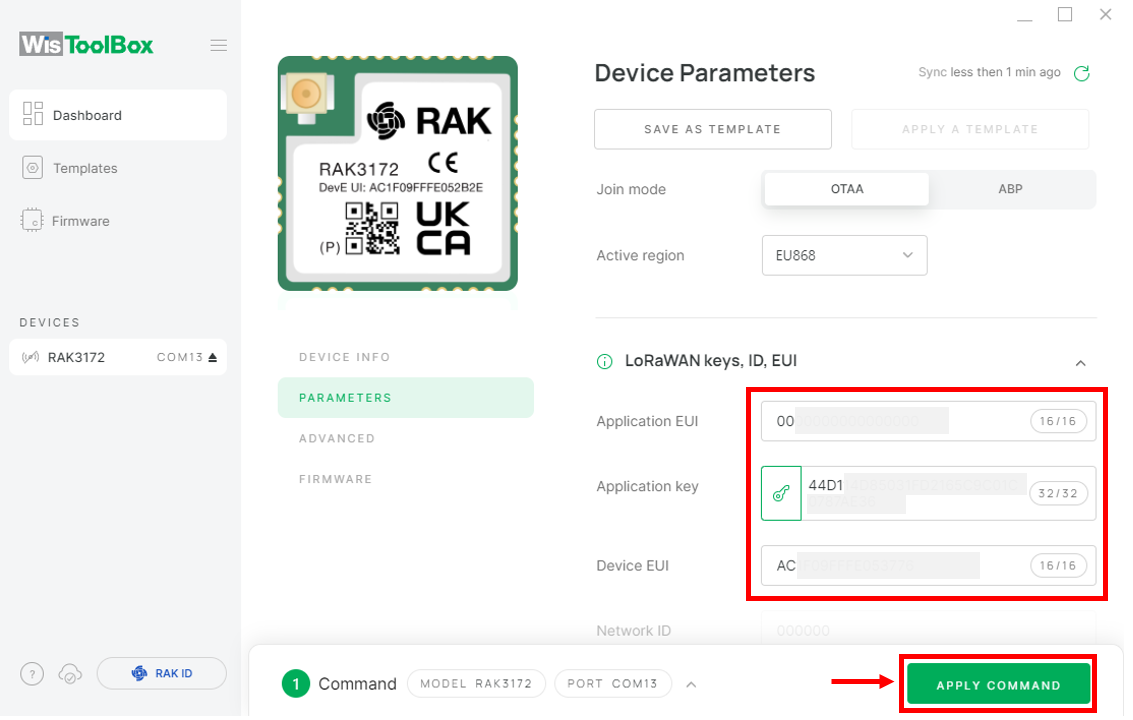 WisToolBox
Dashboard
Templates
Firmware
DEVICES
RAK3172 COM13
? RAK ID
RAK
RAK3172 CE
DevE UI: AC1F09FFFE052B2E
UK
CA
(P)
DEVICE INFO
PARAMETERS
ADVANCED
FIRMWARE
Device Parameters
Sync less then 1 min ago
SAVE AS TEMPLATE APPLY A TEMPLATE
Join mode OTAA ABP
Active region EU868
LoRaWAN keys, ID, EUI
Application EUI 00 16/16
Application key 44D1 32/32
Device EUI AC 16/16
Network ID 000000
1 Command MODEL RAK3172 PORT COM13 APPLY COMMAND